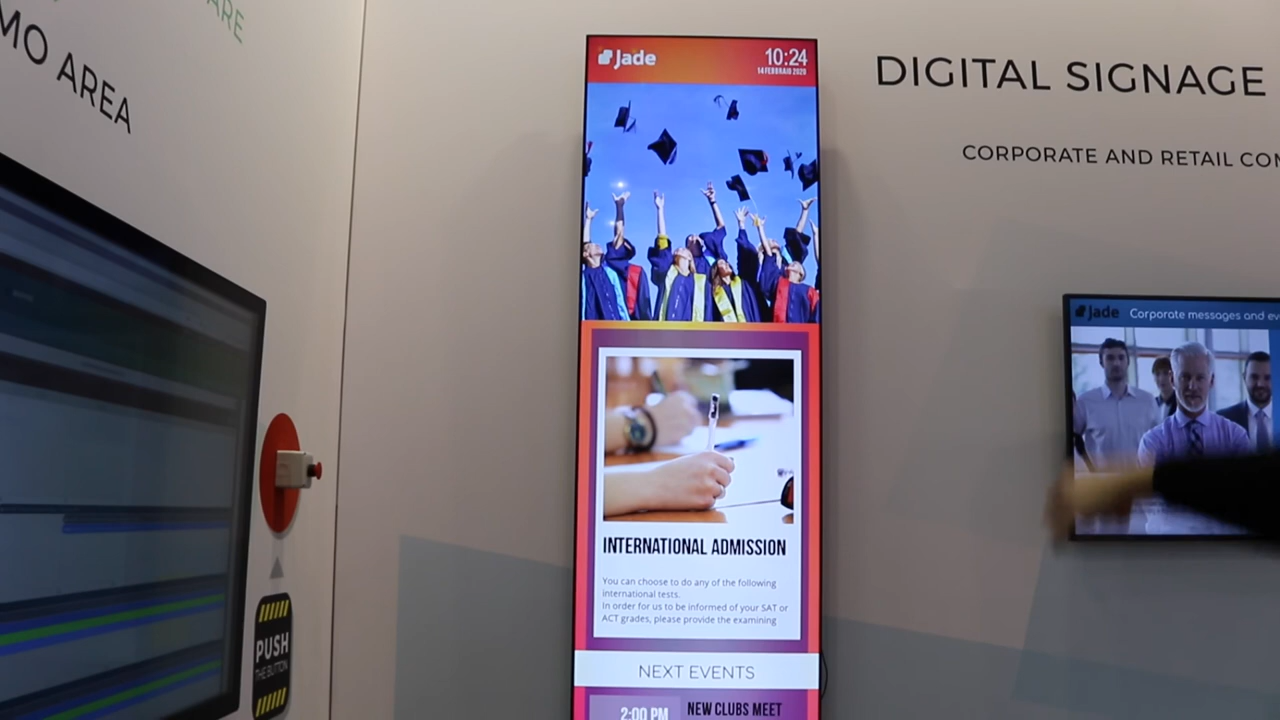 ARE
MO AREA
Jade
10:24
14 FEBBRAIO 2020
DIGITAL SIGNAGE
CORPORATE AND RETAIL CON
Jade
Corporate messages and ev
INTERNATIONAL ADMISSION
You can choose to do any of the following
international tests.
In order for us to be informed of your SAT or
ACT grades, please provide the examining
NEXT EVENTS
2:00 PM
NEW CLUBS MEET
PUSH
THE BUTTON